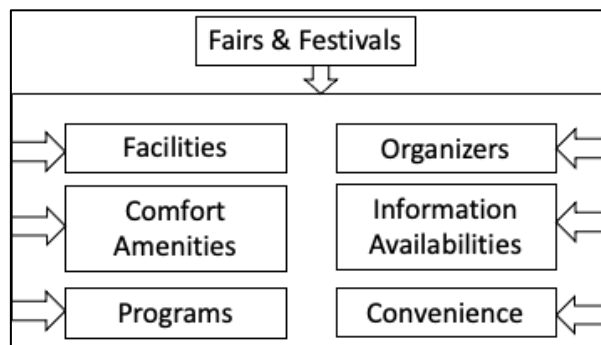 Fairs & Festivals
Facilities
Organizers
Comfort
Amenities
Information
Availabilities
Programs
Convenience